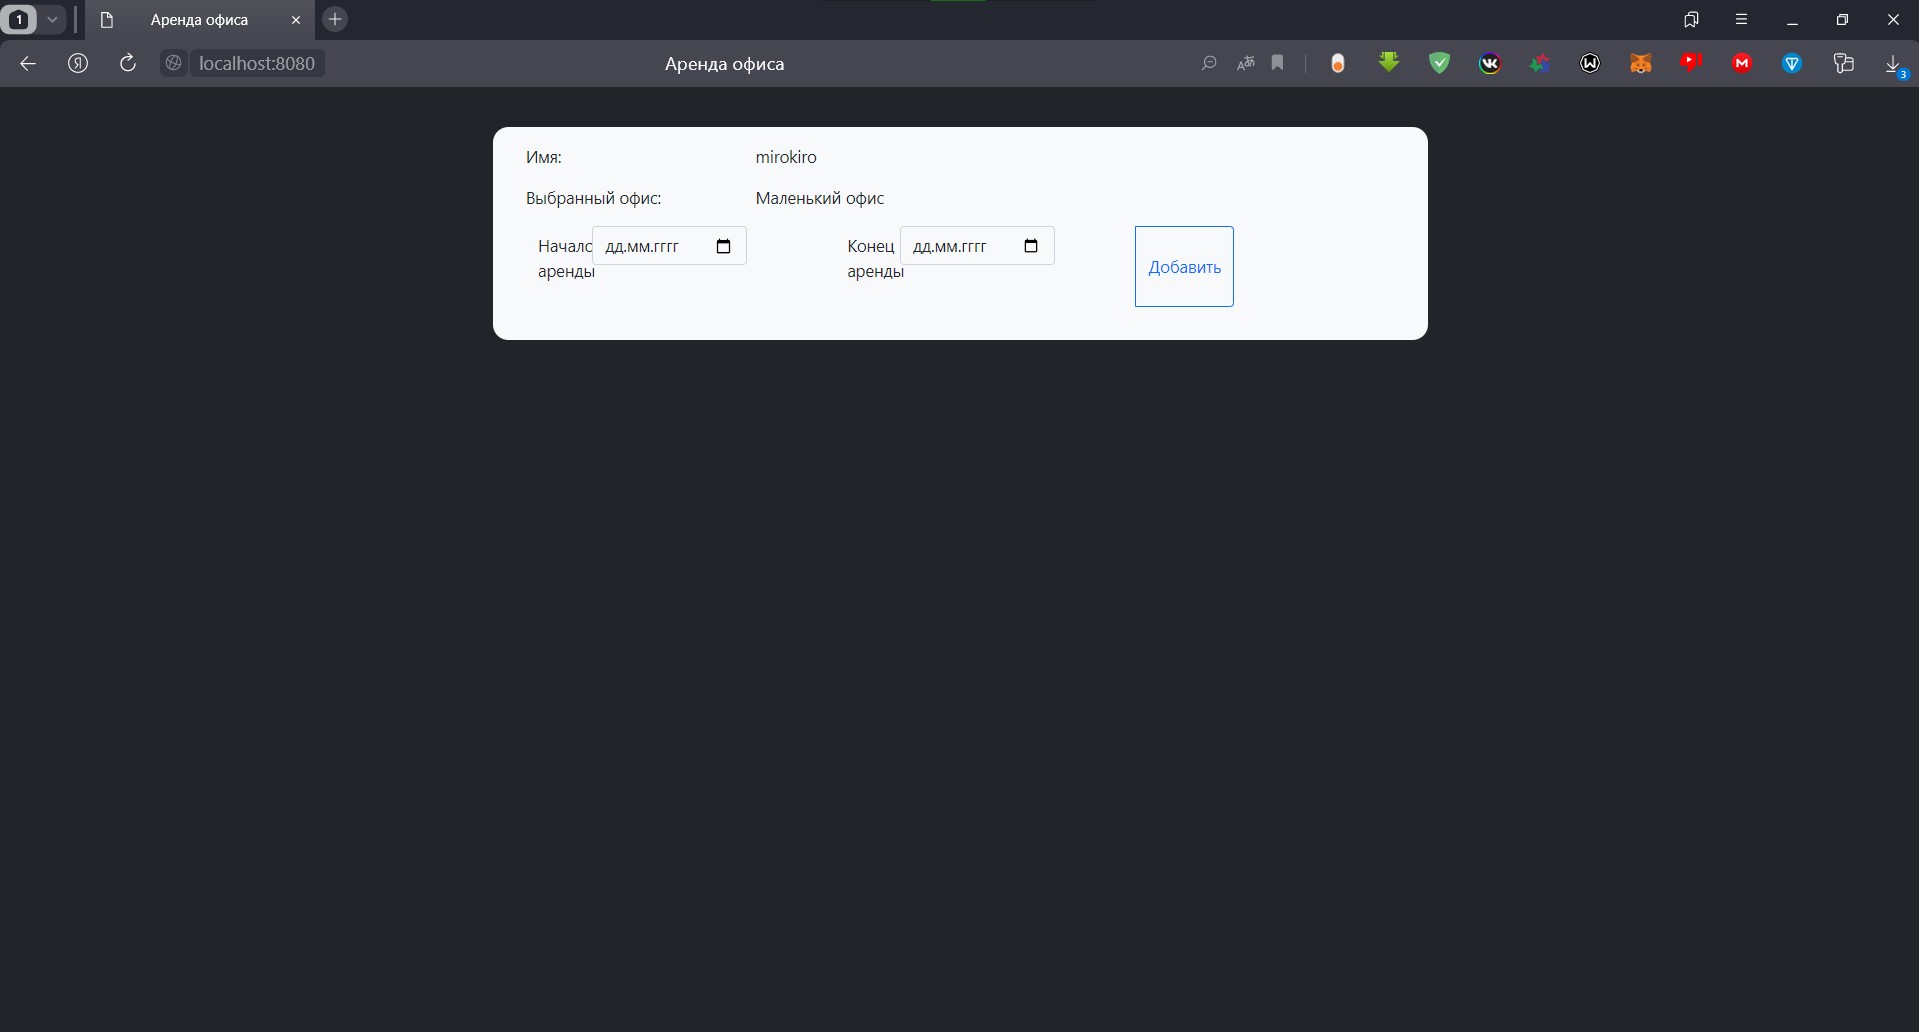 1
Аренда офиса
localhost:8080
Аренда офиса
3
Имя:
mirokiro
Выбранный офис:
Маленький офис
Начало
аренды
дд.мм.гггг
Конец
аренды
дд.мм.гггг
Добавить